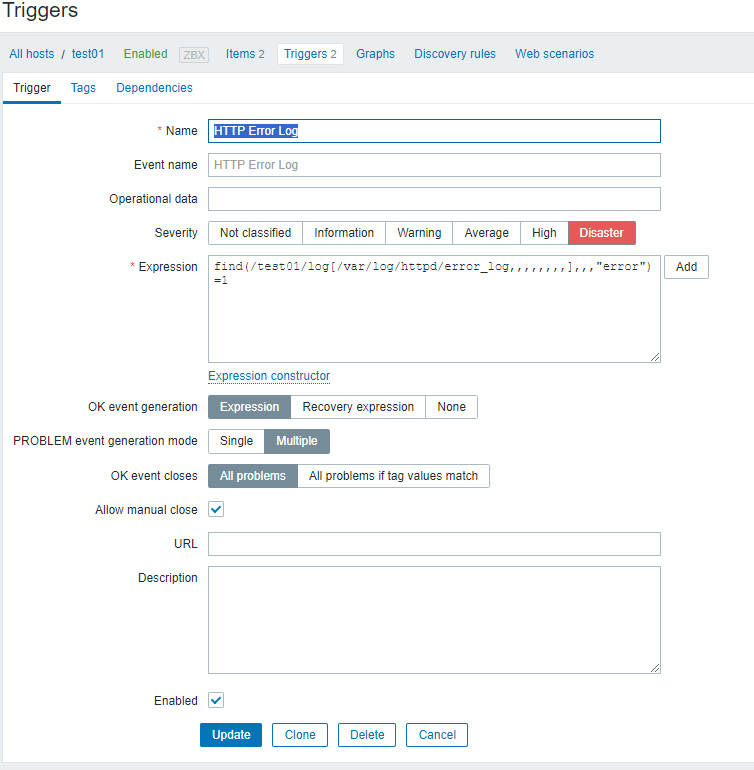 Triggers
All hosts / test01 Enabled ZBX Items 2 Triggers 2 Graphs Discovery rules Web scenarios
Trigger Tags Dependencies
* Name HTTP Error Log
Event name HTTP Error Log
Operational data
Severity Not classified Information Warning Average High Disaster
* Expression find(/test01/log[/var/log/httpd/error_log,,,,,,,,],,,"error") Add
=1
Expression constructor
OK event generation Expression Recovery expression None
PROBLEM event generation mode Single Multiple
OK event closes All problems All problems if tag values match
Allow manual close
URL
Description
Enabled
Update Clone Delete Cancel